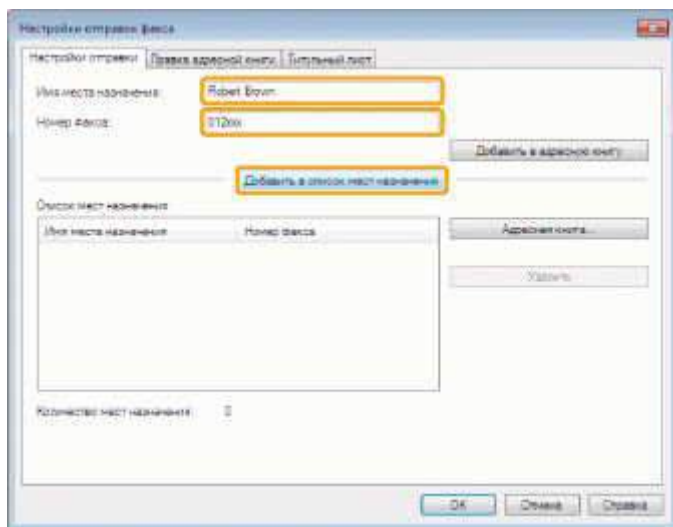 Настройки отправки факса
Настройки отправки Правка адресной книги Титульный лист
Имя места назначения: Robert Brown
Номер факса: 012xxx
Добавить в адресную книгу
Добавить в список мест назначения
Список мест назначения
Имя места назначения Номер факса
Адресная книга...
Удалить
Количество мест назначения: 0
OK Отмена Справка